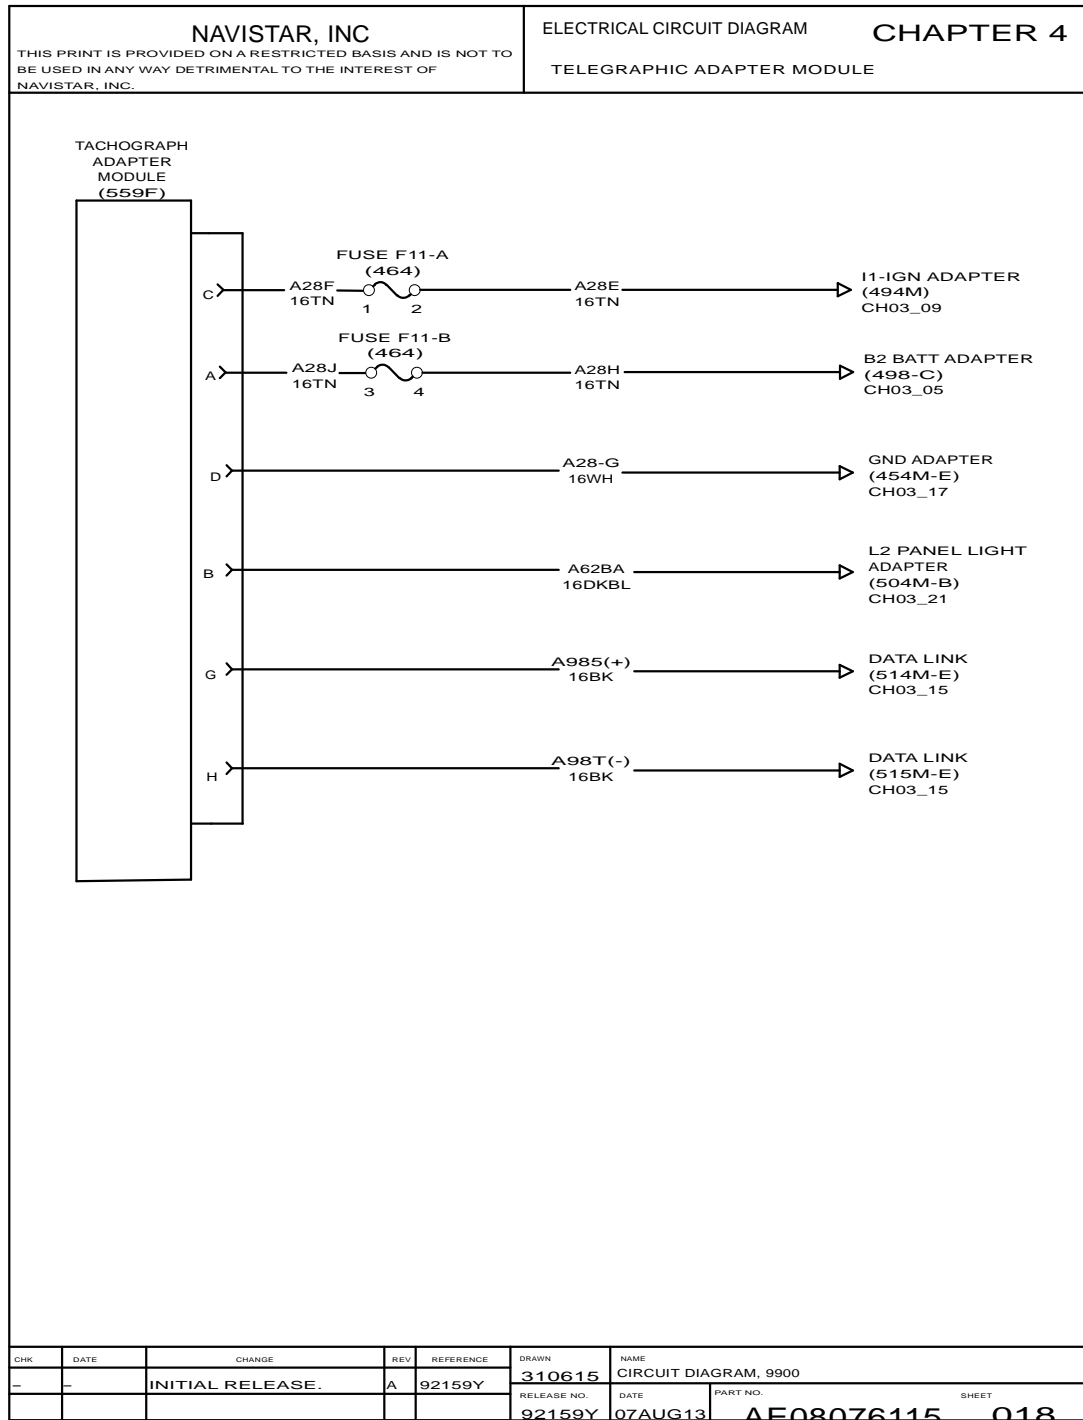 NAVISTAR, INC
THIS PRINT IS PROVIDED ON A RESTRICTED BASIS AND IS NOT TO
BE USED IN ANY WAY DETRIMENTAL TO THE INTEREST OF
NAVISTAR, INC.
ELECTRICAL CIRCUIT DIAGRAM
CHAPTER 4
TELEGRAPHIC ADAPTER MODULE
TACHOGRAPH
ADAPTER
MODULE
(559F)
C
A28F
16TN
FUSE F11-A
(464)
1 2
A28E
16TN
I1-IGN ADAPTER
(494M)
CH03_09
A
A28J
16TN
FUSE F11-B
(464)
3 4
A28H
16TN
B2 BATT ADAPTER
(498-C)
CH03_05
D
A28-G
16WH
GND ADAPTER
(454M-E)
CH03_17
B
A62BA
16DKBL
L2 PANEL LIGHT
ADAPTER
(504M-B)
CH03_21
G
A985(+)
16BK
DATA LINK
(514M-E)
CH03_15
H
A98T(-)
16BK
DATA LINK
(515M-E)
CH03_15
CHK DATE CHANGE REV REFERENCE
– – INITIAL RELEASE. A 92159Y
DRAWN
310615
NAME
CIRCUIT DIAGRAM, 9900
RELEASE NO.
92159Y
DATE
07AUG13
PART NO.
AE08076115
SHEET
018